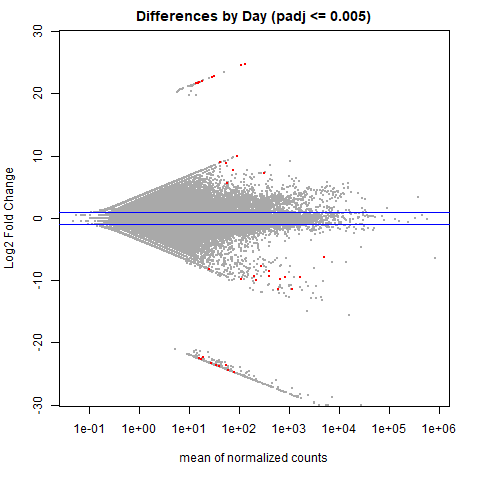 Differences by Day (padj <= 0.005)
Log2 Fold Change
30
20
10
0
-10
-20
-30
1e-01 1e+00 1e+01 1e+02 1e+03 1e+04 1e+05 1e+06
mean of normalized counts